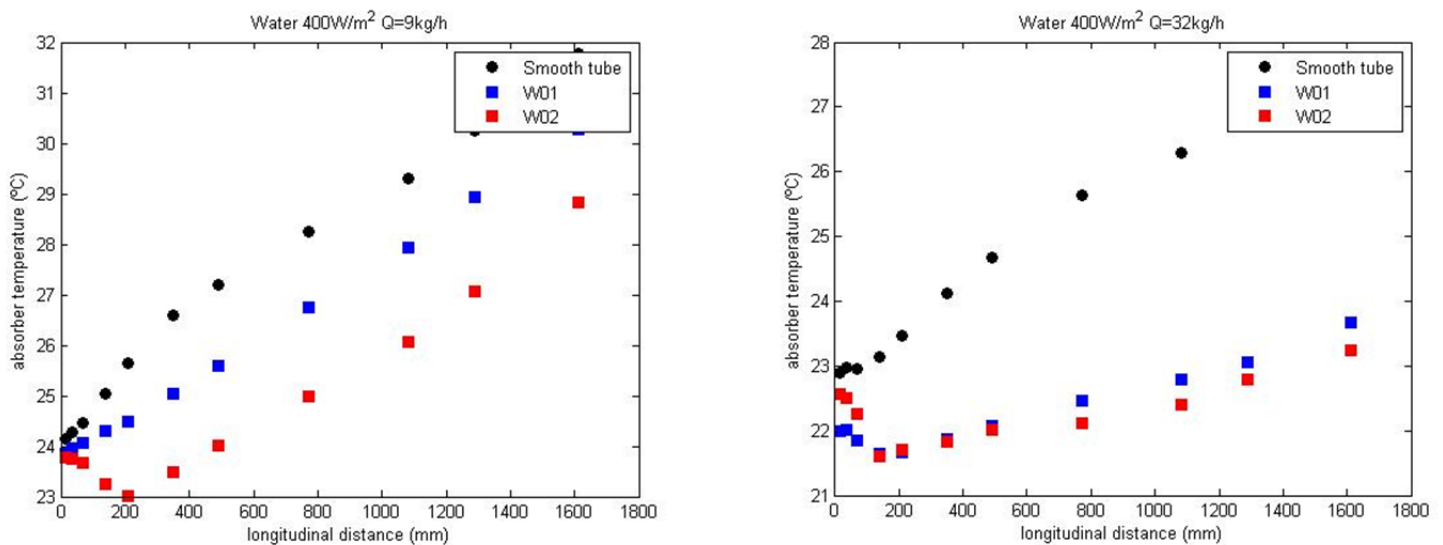 Water 400W/m² Q=9kg/h
32
31
30
29
28
27
26
25
24
23
absorber temperature (ºC)
Smooth tube
W01
W02
0 200 400 600 800 1000 1200 1400 1600 1800
longitudinal distance (mm)
Water 400W/m² Q=32kg/h
28
27
26
25
24
23
22
21
absorber temperature (ºC)
Smooth tube
W01
W02
0 200 400 600 800 1000 1200 1400 1600 1800
longitudinal distance (mm)